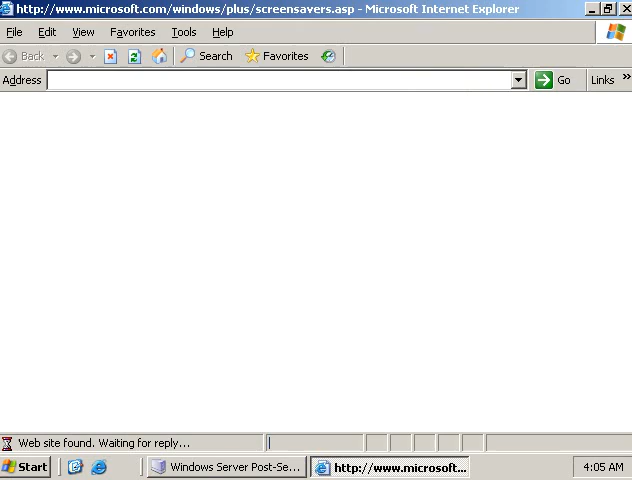 http://www.microsoft.com/windows/plus/screensavers.asp - Microsoft Internet Explorer
File Edit View Favorites Tools Help
Back Search Favorites
Address Go Links »
Web site found. Waiting for reply...
Start Windows Server Post-Se... http://www.microsoft... 4:05 AM